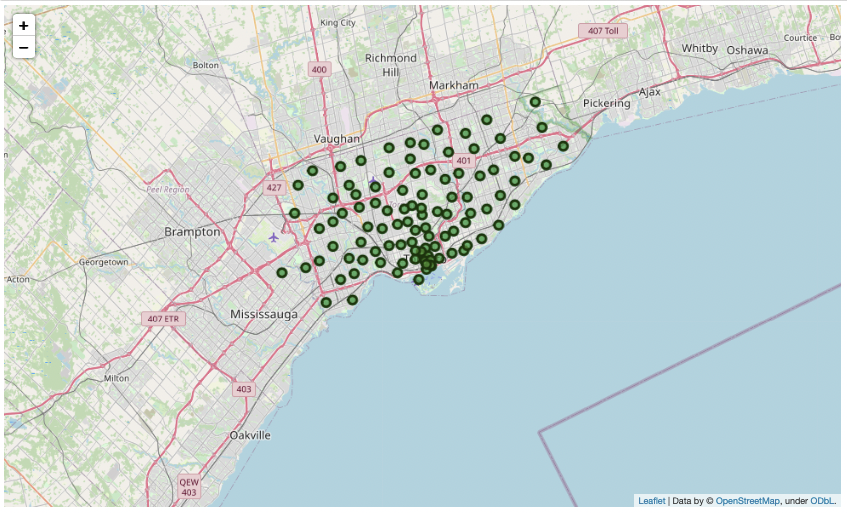 +
−
King City
407 Toll
Courtice
Whitby
Oshawa
Richmond
Hill
Bolton
400
Markham
Ajax
Pickering
Vaughan
401
427
Peel Region
Brampton
Georgetown
Acton
407 ETR
Mississauga
Milton
403
Oakville
QEW
403
Leaflet | Data by © OpenStreetMap, under ODbL.